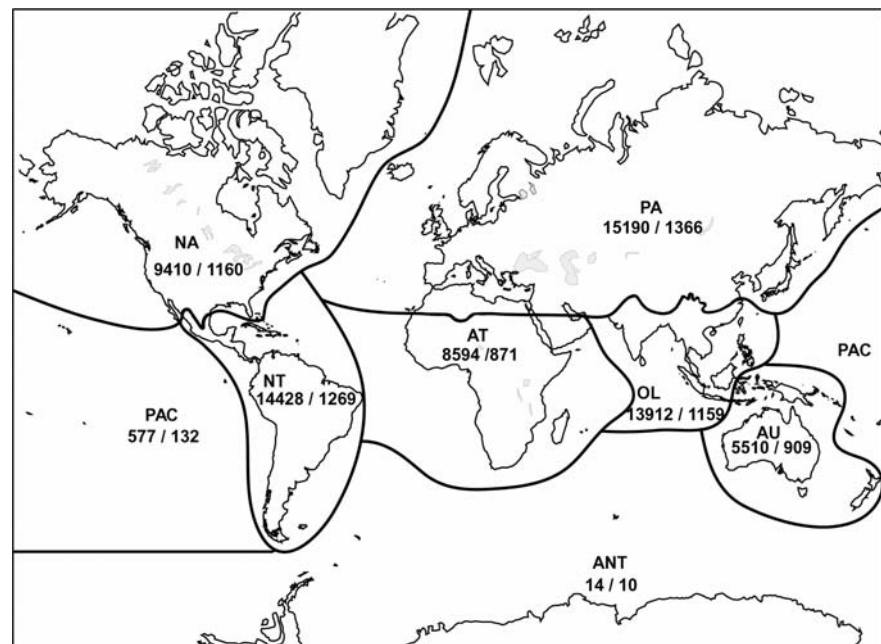 PA
15190 / 1366
NA
9410 / 1160
AT
8594 /871
PAC
NT
14428 / 1269
OL
13912 / 1159
PAC
577 / 132
AU
5510 / 909
ANT
14 / 10